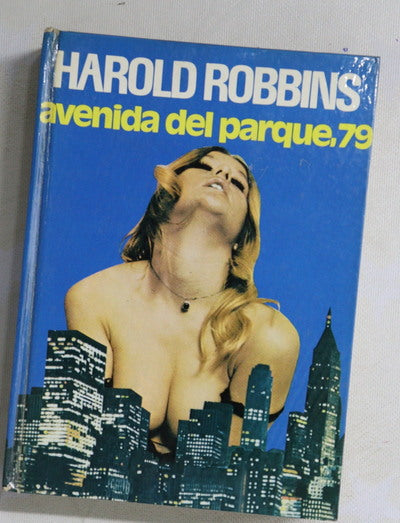 HAROLD ROBBINS
avenida del parque,79